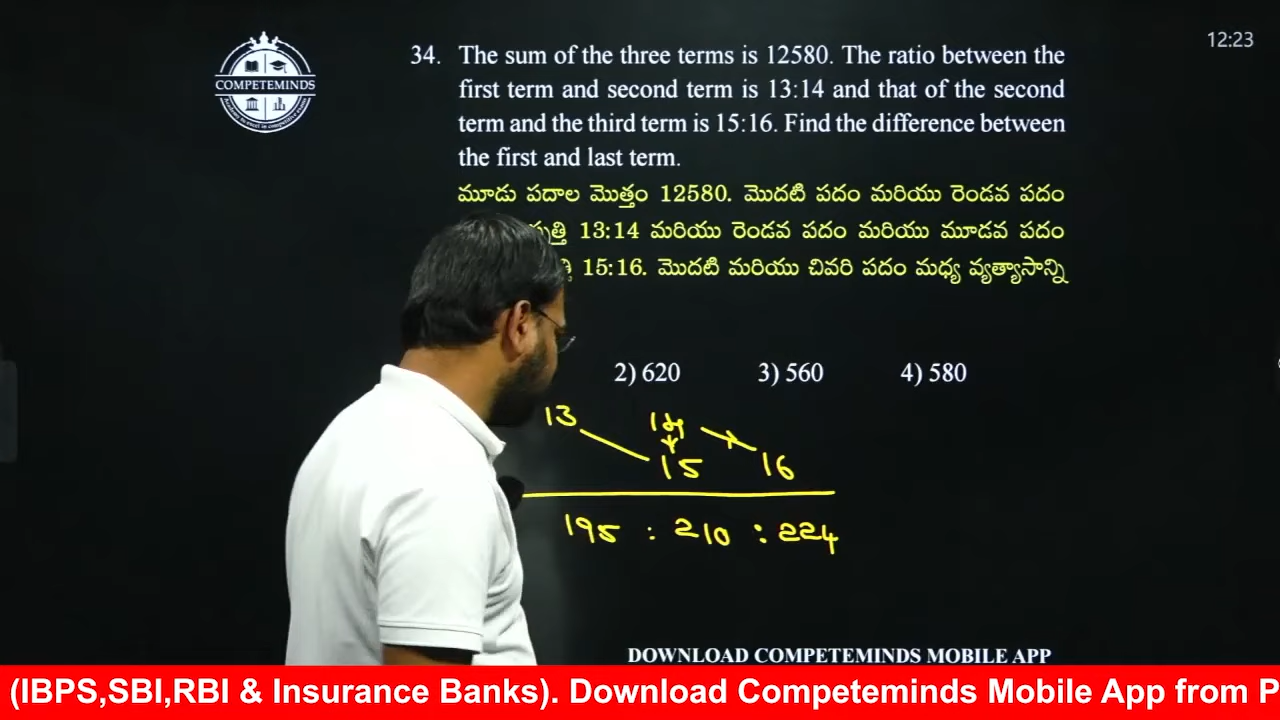 12:23
COMPETEMINDS
34. The sum of the three terms is 12580. The ratio between the
first term and second term is 13:14 and that of the second
term and the third term is 15:16. Find the difference between
the first and last term.
మూడు పదాల మొత్తం 12580. మొదటి పదం మరియు రెండవ పదం
13:14 మరియు రెండవ పదం మరియు మూడవ పదం
15:16. మొదటి మరియు చివరి పదం మధ్య వ్యత్యాసాన్ని
2) 620 3) 560 4) 580
13 14
15 16
195 : 210 : 224
DOWNLOAD COMPETEMINDS MOBILE APP
(IBPS,SBI,RBI & Insurance Banks). Download Competeminds Mobile App from P